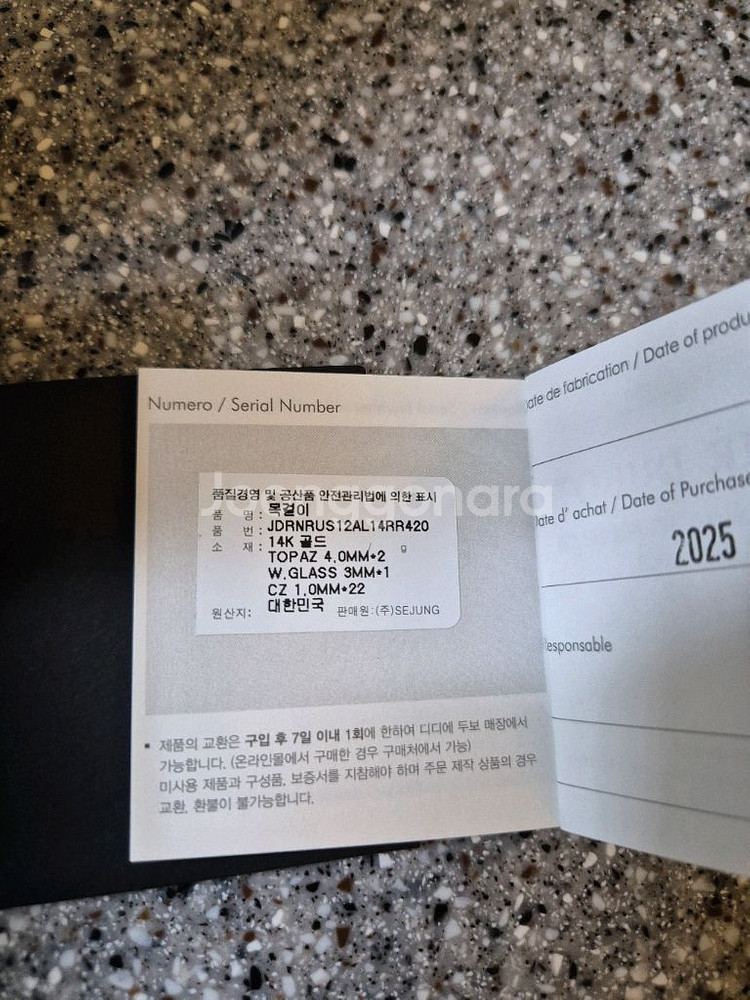 Numero / Serial Number
품질경영 및 공산품 안전관리법에 의한 표시
품 명: 목걸이
품 번: JDRNRUS12AL14RR420
소 재: 14K 골드 / g
TOPAZ 4.0MM*2
W.GLASS 3MM*1
CZ 1.0MM*22
원산지: 대한민국 판매원:(주)SEJUNG
Joonggonara
▪ 제품의 교환은 구입 후 7일 이내 1회에 한하여 디디에 두보 매장에서
가능합니다. (온라인몰에서 구매한 경우 구매처에서 가능)
미사용 제품과 구성품, 보증서를 지참해야 하며 주문 제작 상품의 경우
교환, 환불이 불가능합니다.
ate de fabrication / Date of produ
Date d' achat / Date of Purchase
2025
Responsable